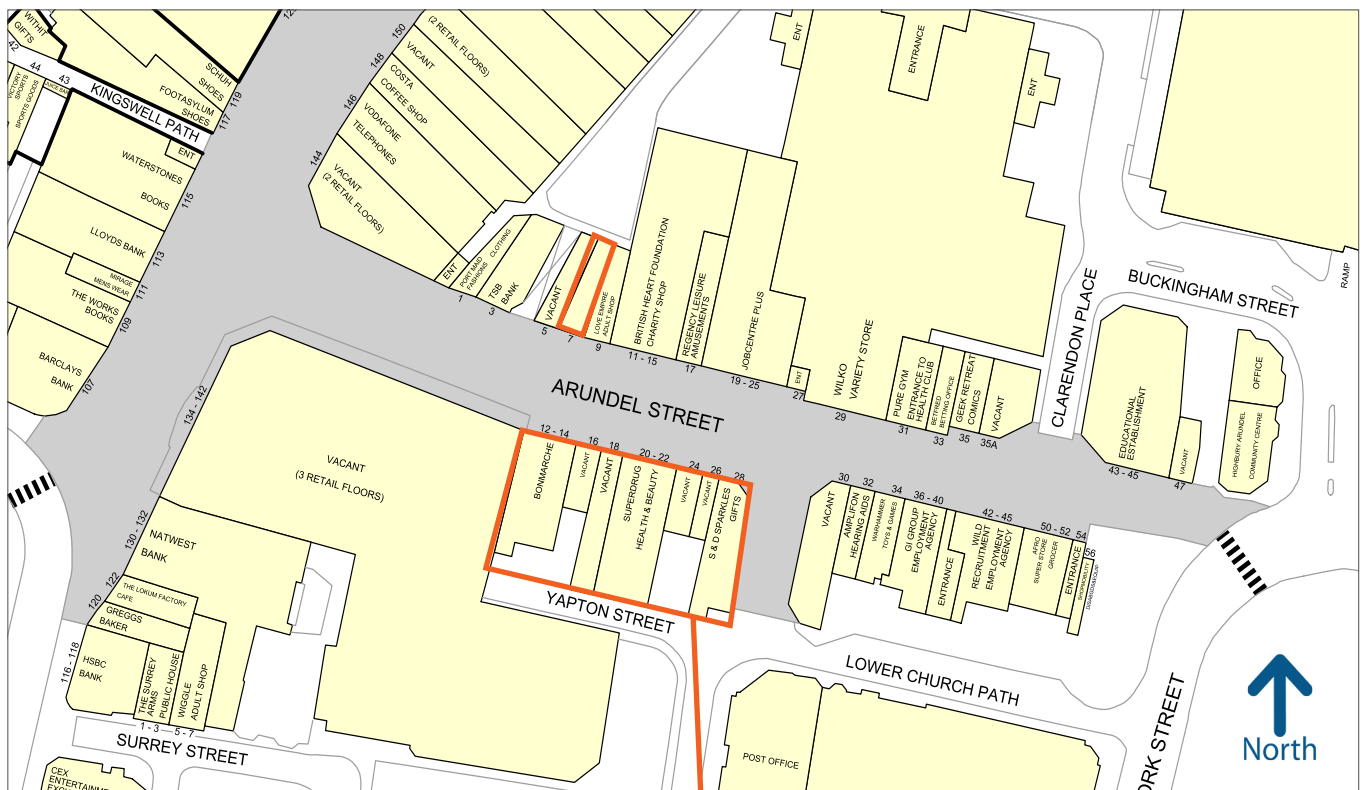 WITHIT
GIFTS
42
44
43
VICTORY
SPORTS
SPORTS GOODS
JUICE BAR
KINGSWELL PATH
SCHUH
SHOES
119
FOOTASYLUM
SHOES
117
ENT
WATERSTONES
BOOKS
115
LLOYDS BANK
113
MIRAGE
MENS WEAR
111
THE WORKS
BOOKS
109
BARCLAYS
BANK
107
150
(2 RETAIL FLOORS)
148
VACANT
COSTA
COFFEE SHOP
146
VODAFONE
TELEPHONES
144
VACANT
(2 RETAIL FLOORS)
ENT
PORT MAID
FASHIONS
CLOTHING
1
TSB
BANK
3
VACANT
5
7
LOVE EMPIRE
ADULT SHOP
9
BRITISH HEART FOUNDATION
CHARITY SHOP
11 - 15
REGENCY LEISURE
AMUSEMENTS
17
JOBCENTRE PLUS
19 - 25
ENT
27
ENT
ENTRANCE
ENT
WILKO
VARIETY STORE
29
PURE GYM
ENTRANCE TO
HEALTH CLUB
31
BETFRED
BETTING OFFICE
33
GEEK RETREAT
COMICS
35
VACANT
35A
CLARENDON PLACE
BUCKINGHAM STREET
RAMP
EDUCATIONAL
ESTABLISHMENT
43 - 45
VACANT
47
OFFICE
HIGHBURY ARUNDEL
COMMUNITY CENTRE
ARUNDEL STREET
134 - 142
VACANT
(3 RETAIL FLOORS)
12 - 14
BONMARCHE
16
VACANT
18
VACANT
20 - 22
SUPERDRUG
HEALTH & BEAUTY
24
VACANT
26
VACANT
28
S & D SPARKLES
GIFTS
30
VACANT
32
AMPLIFON
HEARING AIDS
WARHAMMER
TOYS & GAMES
34
GI GROUP
EMPLOYMENT
AGENCY
36 - 40
ENTRANCE
WILD
RECRUITMENT
EMPLOYMENT
AGENCY
42 - 45
AFRO
SUPER STORE
GROCER
50 - 52
ENTRANCE
54
56
SHOPMOBILITY
YAPTON STREET
LOWER CHURCH PATH
130 - 132
NATWEST
BANK
122
THE LOKUM FACTORY
CAFE
120
GREGGS
BAKER
116 - 118
HSBC
BANK
THE SURREY
ARMS
PUBLIC HOUSE
WIGGLE
ADULT SHOP
1 - 3
5 - 7
SURREY STREET
CEX
POST OFFICE
ORK STREET
North